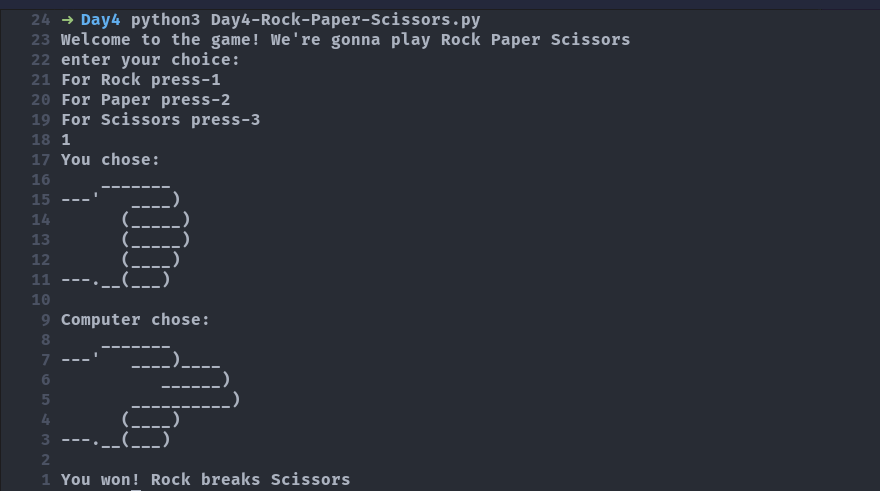 24 → Day4 python3 Day4-Rock-Paper-Scissors.py
23 Welcome to the game! We're gonna play Rock Paper Scissors
22 enter your choice:
21 For Rock press-1
20 For Paper press-2
19 For Scissors press-3
18 1
17 You chose:
16     _______
15 ---'   ____)
14       (_____)
13       (_____)
12       (____)
11 ---.__(___)
10
 9 Computer chose:
 8     _______
 7 ---'   ____)____
 6           ______)
 5        __________)
 4       (____)
 3 ---.__(___)
 2
 1 You won! Rock breaks Scissors